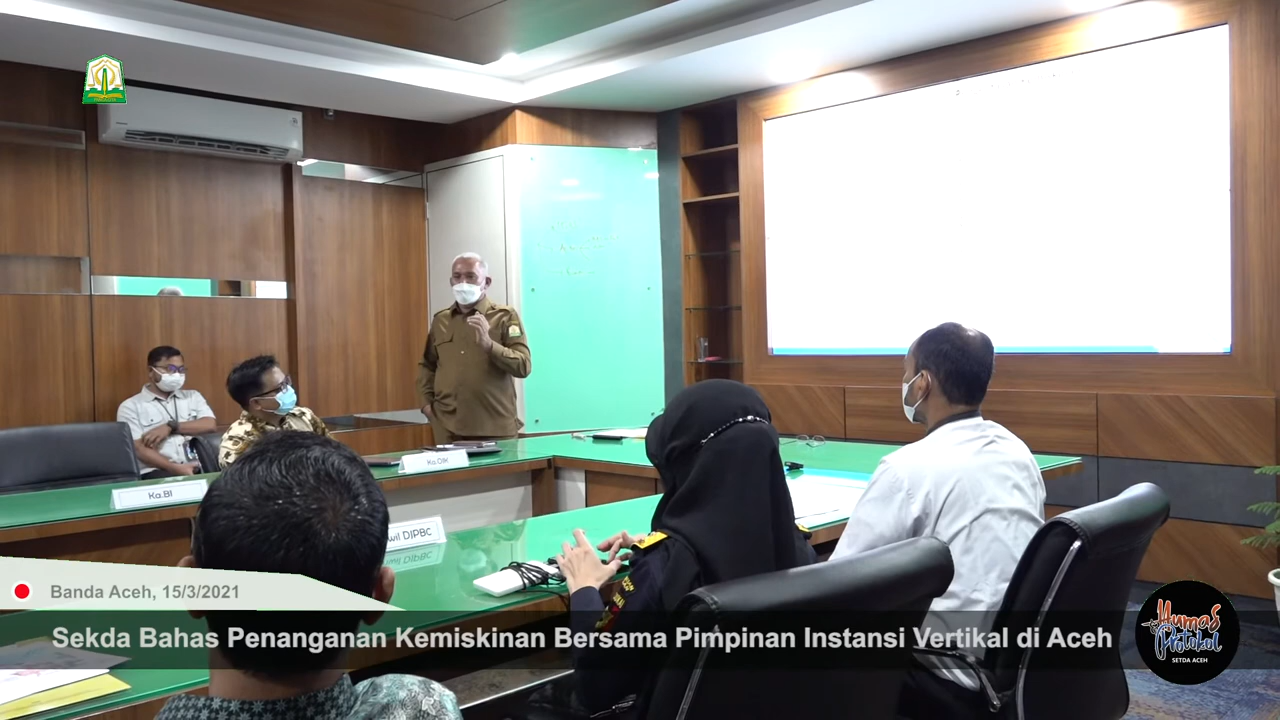 Ka.OJK
Ka.BI
wil DJPBC
Banda Aceh, 15/3/2021
Sekda Bahas Penanganan Kemiskinan Bersama Pimpinan Instansi Vertikal di Aceh
Humas
Protokol
SETDA ACEH